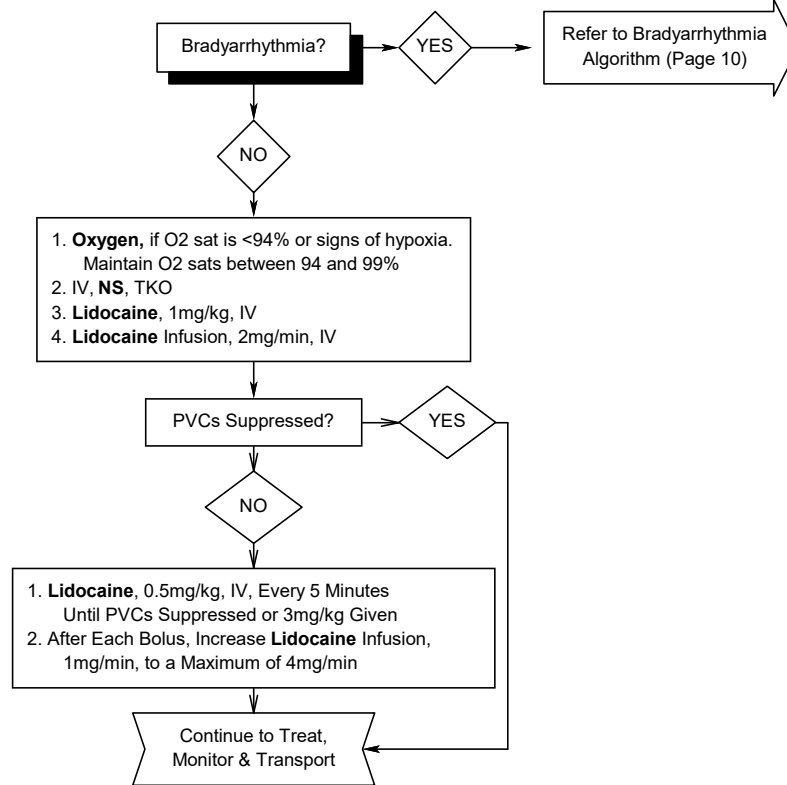 Bradyarrhythmia?
YES
Refer to Bradyarrhythmia
Algorithm (Page 10)
NO
1. Oxygen, if O2 sat is <94% or signs of hypoxia.
Maintain O2 sats between 94 and 99%
2. IV, NS, TKO
3. Lidocaine, 1mg/kg, IV
4. Lidocaine Infusion, 2mg/min, IV
PVCs Suppressed?
YES
NO
1. Lidocaine, 0.5mg/kg, IV, Every 5 Minutes
Until PVCs Suppressed or 3mg/kg Given
2. After Each Bolus, Increase Lidocaine Infusion,
1mg/min, to a Maximum of 4mg/min
Continue to Treat,
Monitor & Transport